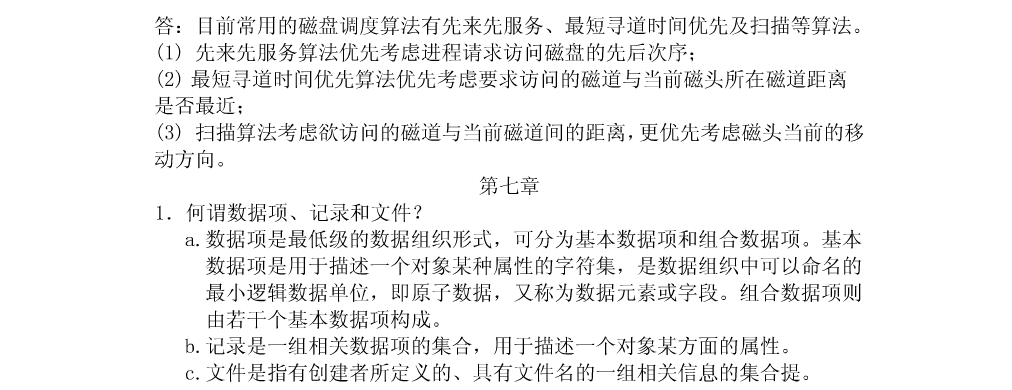 答：目前常用的磁盘调度算法有先来先服务、最短寻道时间优先及扫描等算法。
(1) 先来先服务算法优先考虑进程请求访问磁盘的先后次序；
(2) 最短寻道时间优先算法优先考虑要求访问的磁道与当前磁头所在磁道距离
是否最近；
(3) 扫描算法考虑欲访问的磁道与当前磁道间的距离，更优先考虑磁头当前的移
动方向。
第七章
1. 何谓数据项、记录和文件？
a. 数据项是最低级的数据组织形式，可分为基本数据项和组合数据项。基本
数据项是用于描述一个对象某种属性的字符集，是数据组织中可以命名的
最小逻辑数据单位，即原子数据，又称为数据元素或字段。组合数据项则
由若干个基本数据项构成。
b. 记录是一组相关数据项的集合，用于描述一个对象某方面的属性。
c. 文件是指有创建者所定义的、具有文件名的一组相关信息的集合提。